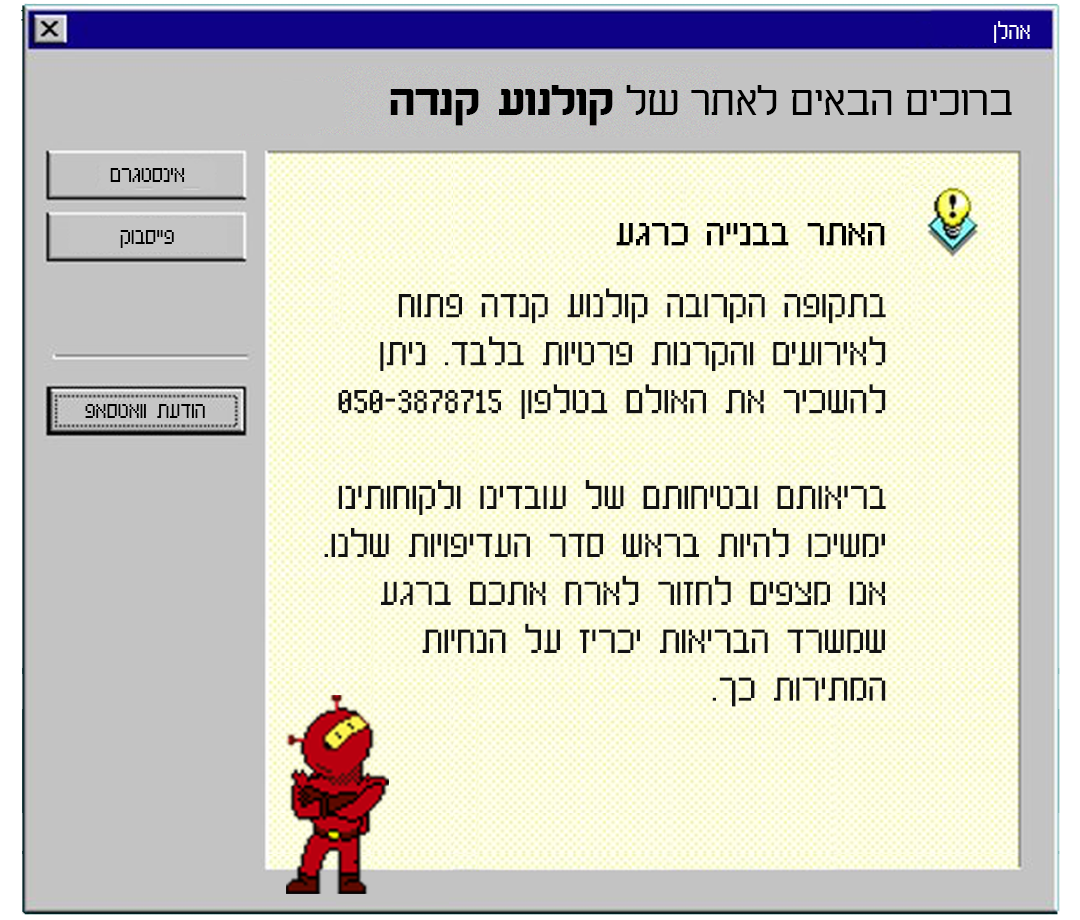 אהלן
ברוכים הבאים לאתר של קולנוע קנדה
האתר בבנייה כרגע
בתקופה הקרובה קולנוע קנדה פתוח
לאירועים והקרנות פרטיות בלבד. ניתן
להשכיר את האולם בטלפון 050-3878715
בריאותם ובטיחותם של עובדינו ולקוחותינו
ימשיכו להיות בראש סדר העדיפויות שלנו.
אנו מצפים לחזור לארח אתכם ברגע
שמשרד הבריאות יכריז על הנחיות
המתירות כך.
אינסטגרם
פייסבוק
הודעת וואטסאפ